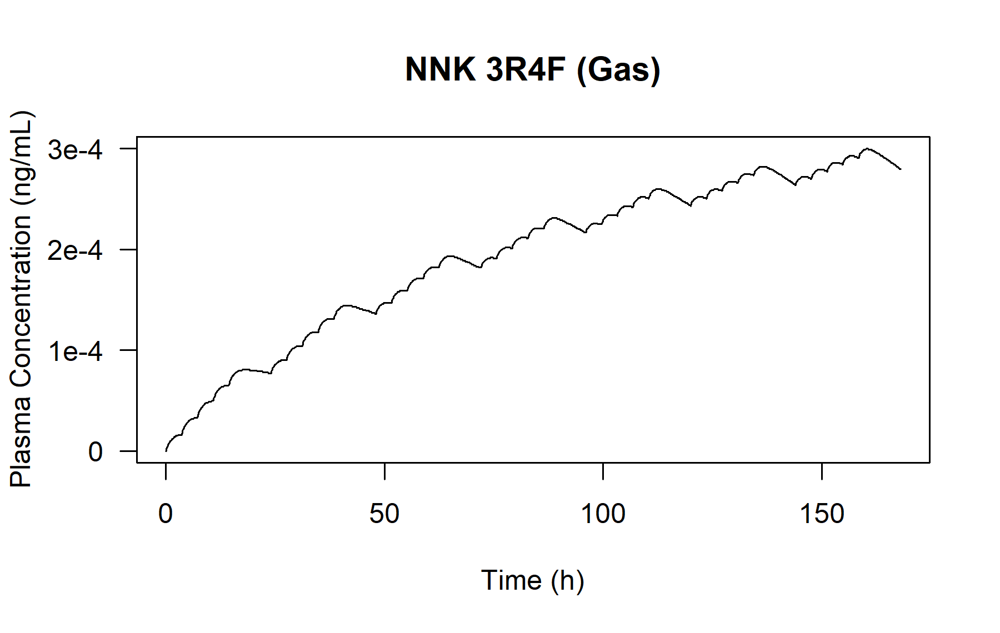 NNK 3R4F (Gas)
Plasma Concentration (ng/mL)
3e-4
2e-4
1e-4
0
0 50 100 150
Time (h)